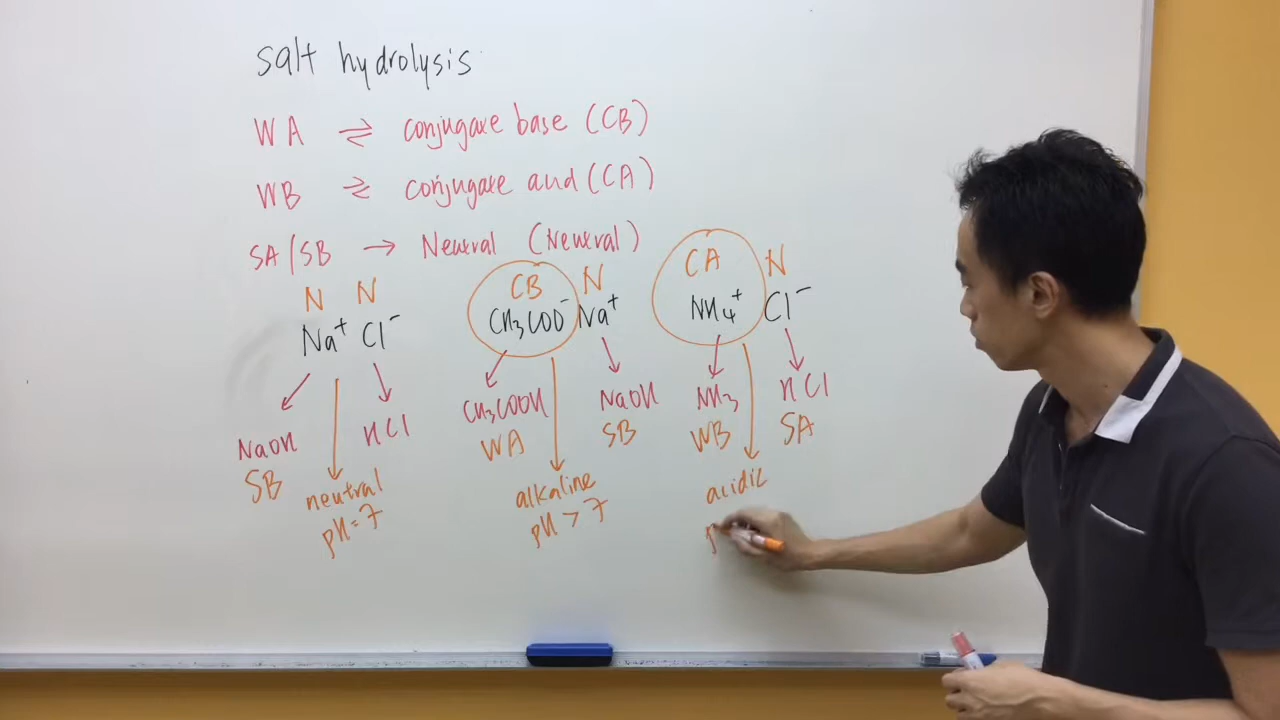 salt hydrolysis
WA ⇌ conjugate base (CB)
WB ⇌ conjugate acid (CA)
SA/SB → Neutral (Neutral)
N N
Na⁺ Cl⁻
NaOH HCl
SB
neutral
pH = 7
CB N
CH₃COO⁻ Na⁺
CH₃COOH NaOH
WA SB
alkaline
pH > 7
CA N
NH₄⁺ Cl⁻
NH₃ HCl
WB SA
acidic
p